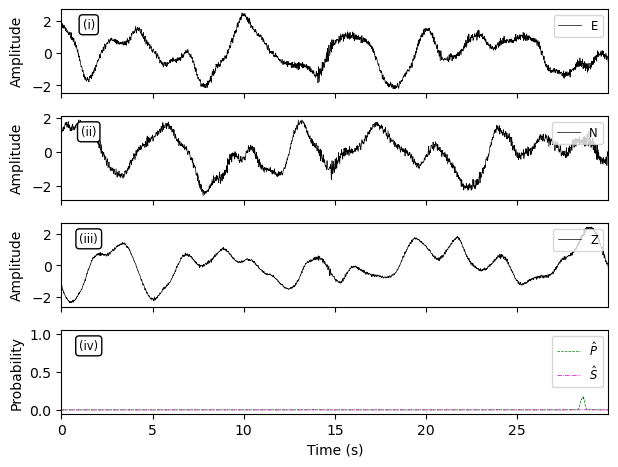 Amplitude
2
0
−2
(i)
E
Amplitude
2
0
−2
(ii)
N
Amplitude
2
0
−2
(iii)
Z
Probability
1.0
0.5
0.0
(iv)
P̂
Ŝ
0 5 10 15 20 25
Time (s)